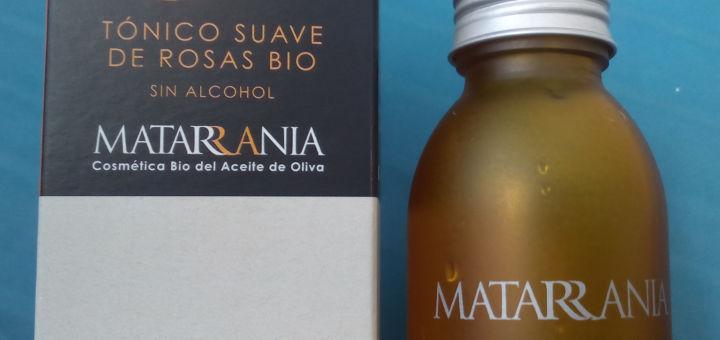 TÓNICO SUAVE
DE ROSAS BIO
SIN ALCOHOL
MATARRANIA
Cosmética Bio del Aceite de Oliva
MATARRANIA